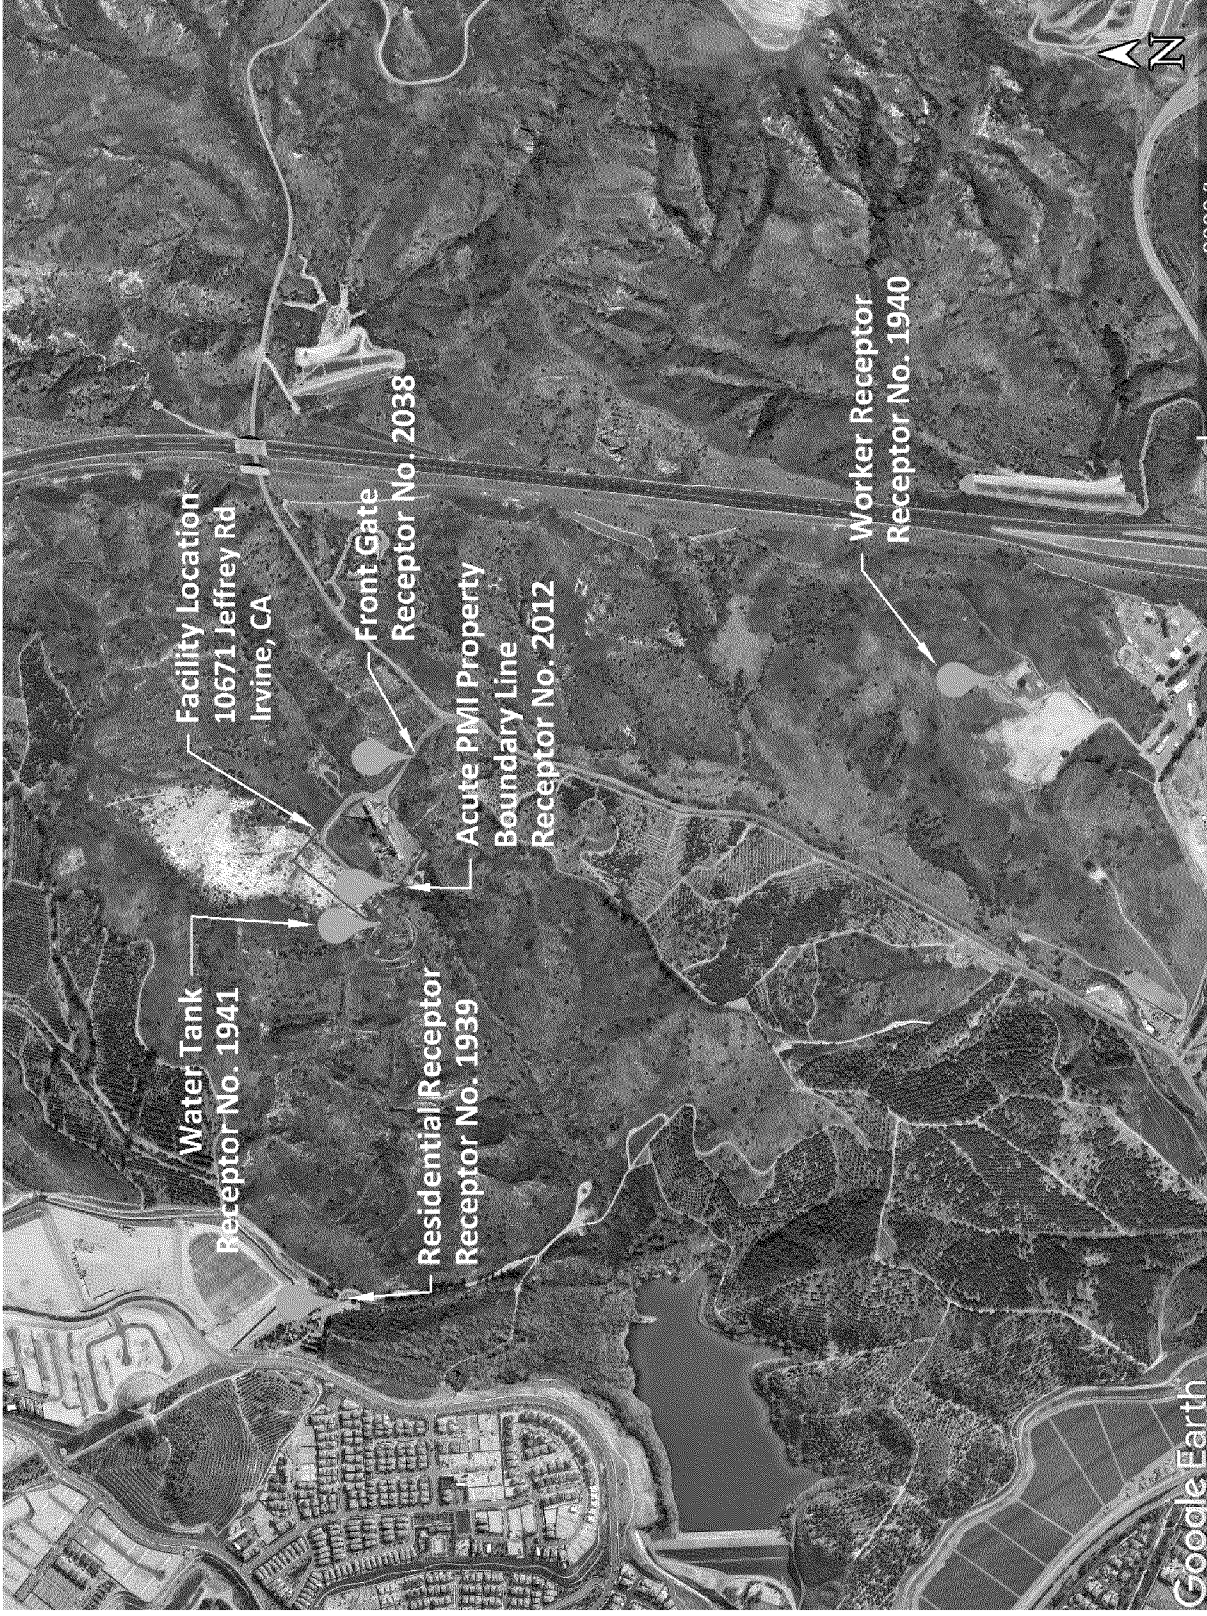 Facility Location
10671 Jeffrey Rd
Irvine, CA
Front Gate
Receptor No. 2038
Acute PMI Property
Boundary Line
Receptor No. 2012
Water Tank
Receptor No. 1941
Residential Receptor
Receptor No. 1939
Worker Receptor
Receptor No. 1940
N
Google Earth